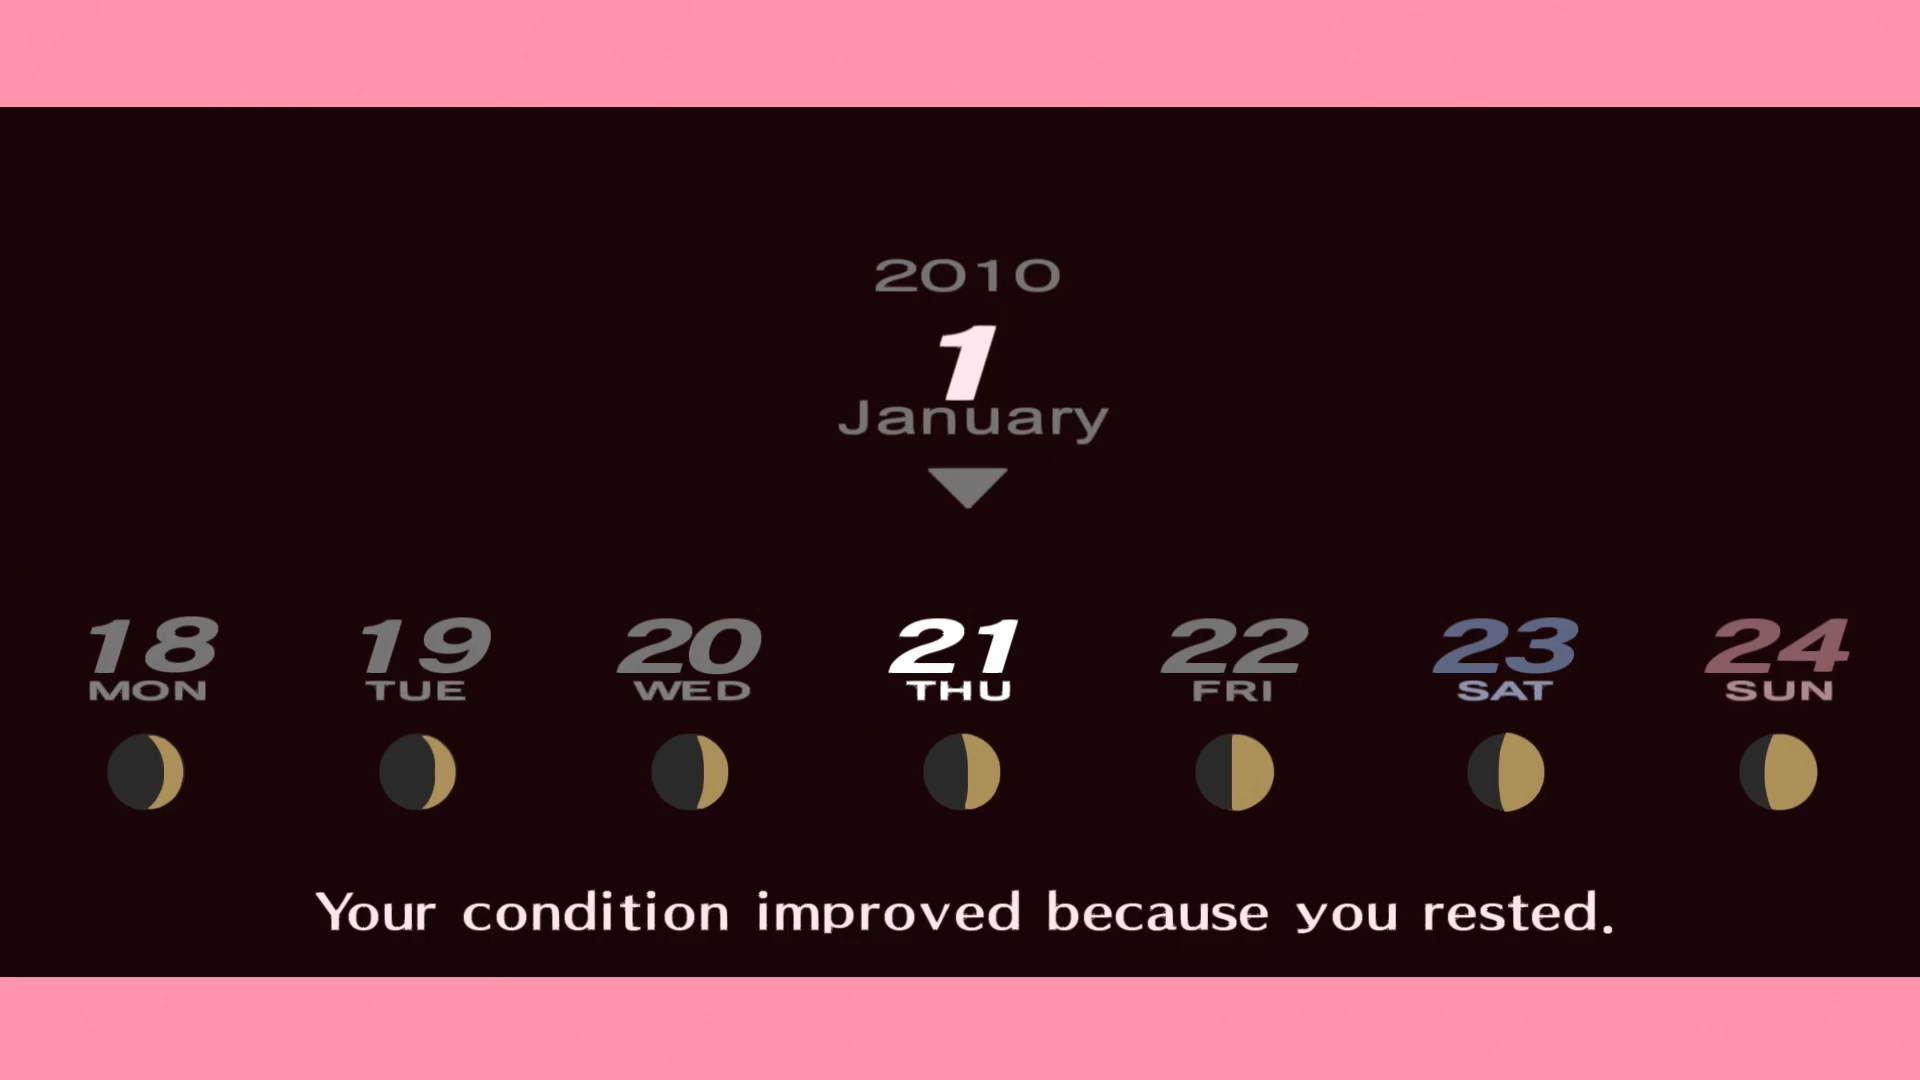 2010
1
January
18 19 20 21 22 23 24
MON TUE WED THU FRI SAT SUN
Your condition improved because you rested.